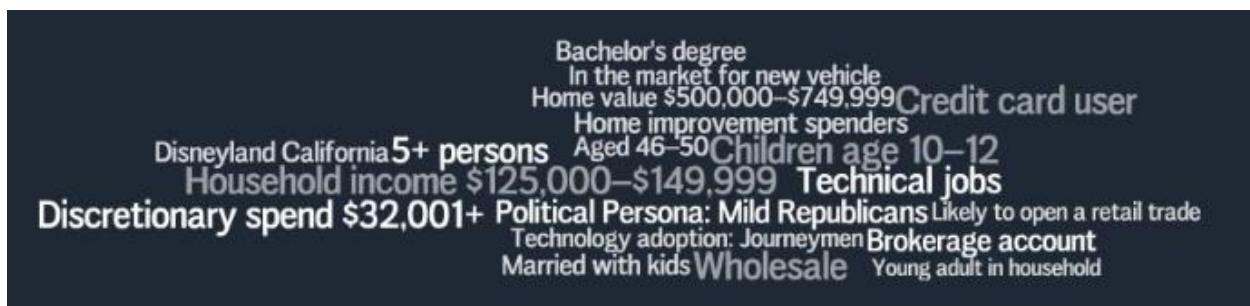 Bachelor's degree
In the market for new vehicle
Home value $500,000–$749,999 Credit card user
Home improvement spenders
Disneyland California 5+ persons Aged 46–50 Children age 10–12
Household income $125,000–$149,999 Technical jobs
Discretionary spend $32,001+ Political Persona: Mild Republicans Likely to open a retail trade
Technology adoption: Journeymen Brokerage account
Married with kids Wholesale Young adult in household